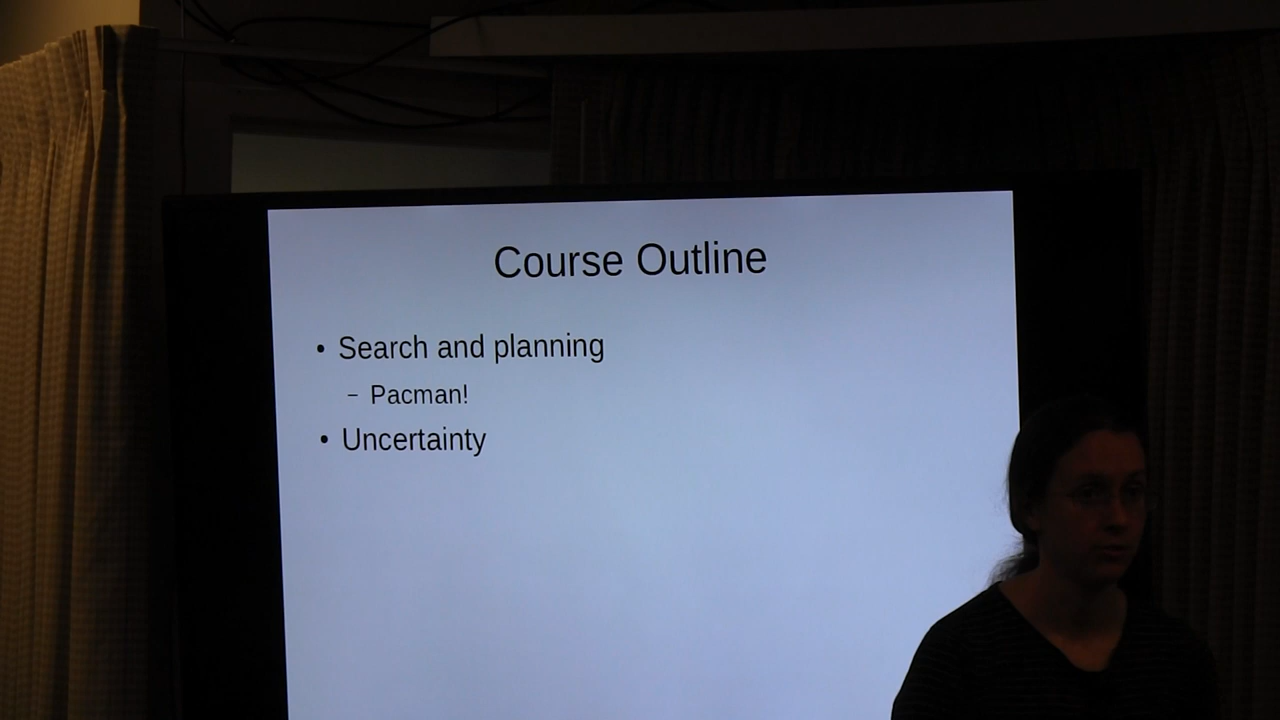 Course Outline
• Search and planning
– Pacman!
• Uncertainty